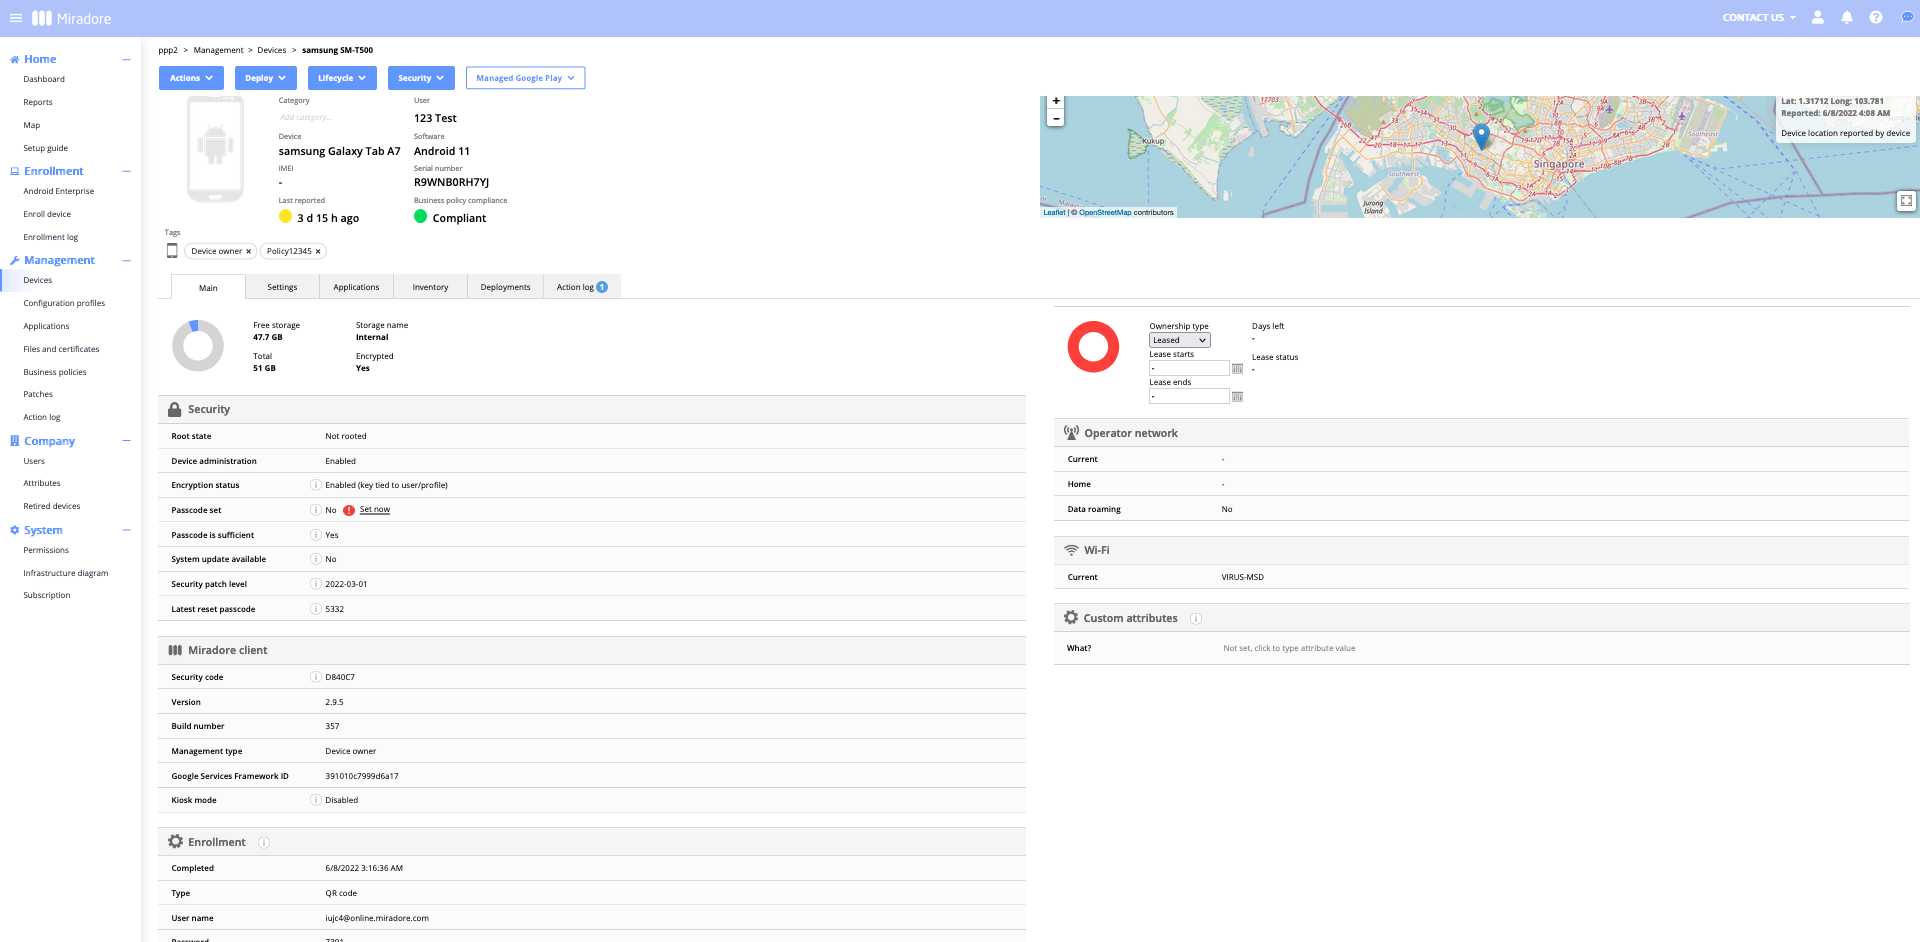 Miradore
CONTACT US
Home
Dashboard
Reports
Map
Setup guide
Enrollment
Android Enterprise
Enroll device
Enrollment log
Management
Devices
Configuration profiles
Applications
Files and certificates
Business policies
Patches
Action log
Company
Users
Attributes
Retired devices
System
Permissions
Infrastructure diagram
Subscription
ppp2 > Management > Devices > samsung SM-T500
Actions Deploy Lifecycle Security Managed Google Play
Category User
Add category... 123 Test
Device Software
samsung Galaxy Tab A7 Android 11
IMEI Serial number
- R9WNB0RH7YJ
Last reported Business policy compliance
3 d 15 h ago Compliant
Tags
Device owner × Policy12345 ×
+
-
Kukup
Southwest
Jurong
Island
Singapore
Southeast
Lat: 1.31712 Long: 103.781
Reported: 6/8/2022 4:08 AM
Device location reported by device
Leaflet | © OpenStreetMap contributors
Main Settings Applications Inventory Deployments Action log 1
Free storage Storage name
47.7 GB Internal
Total Encrypted
51 GB Yes
Security
Root state Not rooted
Device administration Enabled
Encryption status i Enabled (key tied to user/profile)
Passcode set i No ! Set now
Passcode is sufficient i Yes
System update available i No
Security patch level i 2022-03-01
Latest reset passcode i 5332
Miradore client
Security code i D840C7
Version 2.9.5
Build number 357
Management type Device owner
Google Services Framework ID 391010c7999d6a17
Kiosk mode i Disabled
Enrollment i
Completed 6/8/2022 3:16:36 AM
Type QR code
User name iujc4@online.miradore.com
Password 7391
Ownership type Days left
Leased -
Lease starts Lease status
- -
Lease ends
-
Operator network
Current -
Home -
Data roaming No
Wi-Fi
Current VIRUS-MSD
Custom attributes i
What? Not set, click to type attribute value